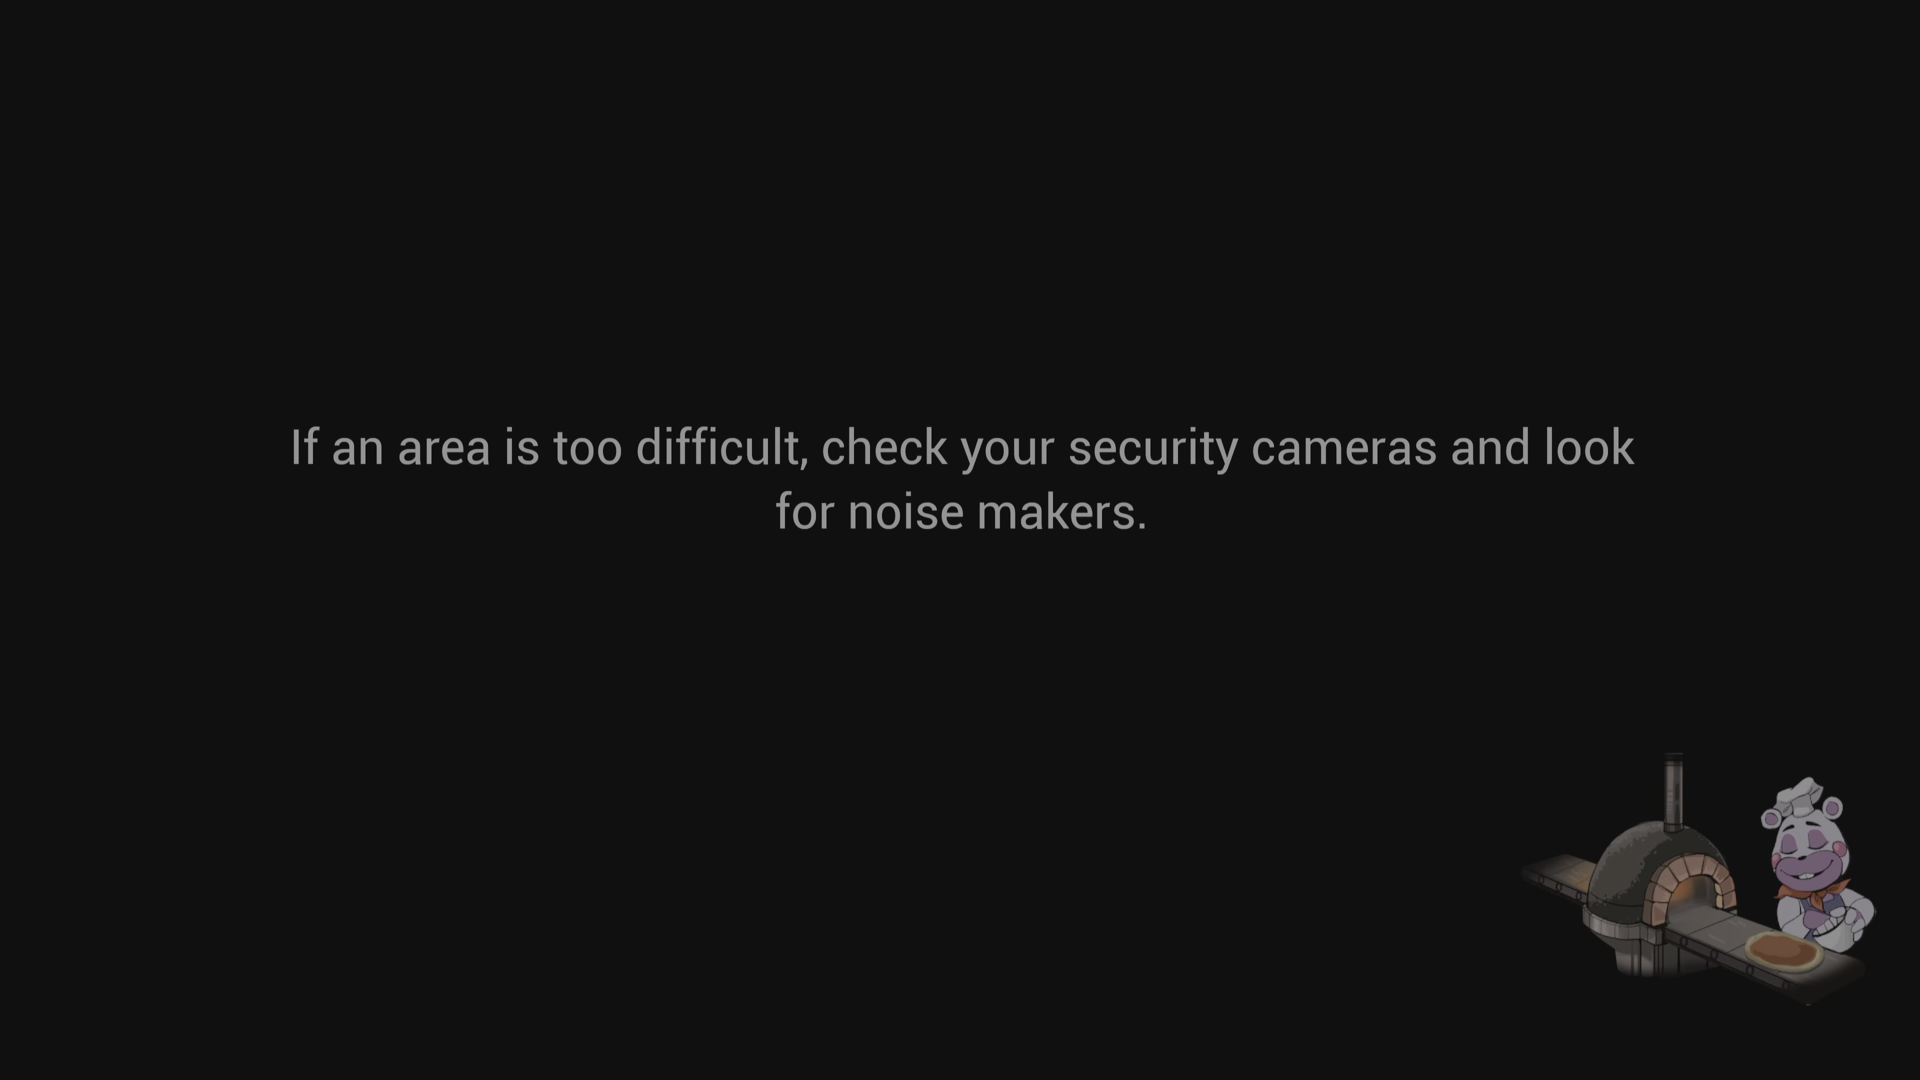 If an area is too difficult, check your security cameras and look
for noise makers.